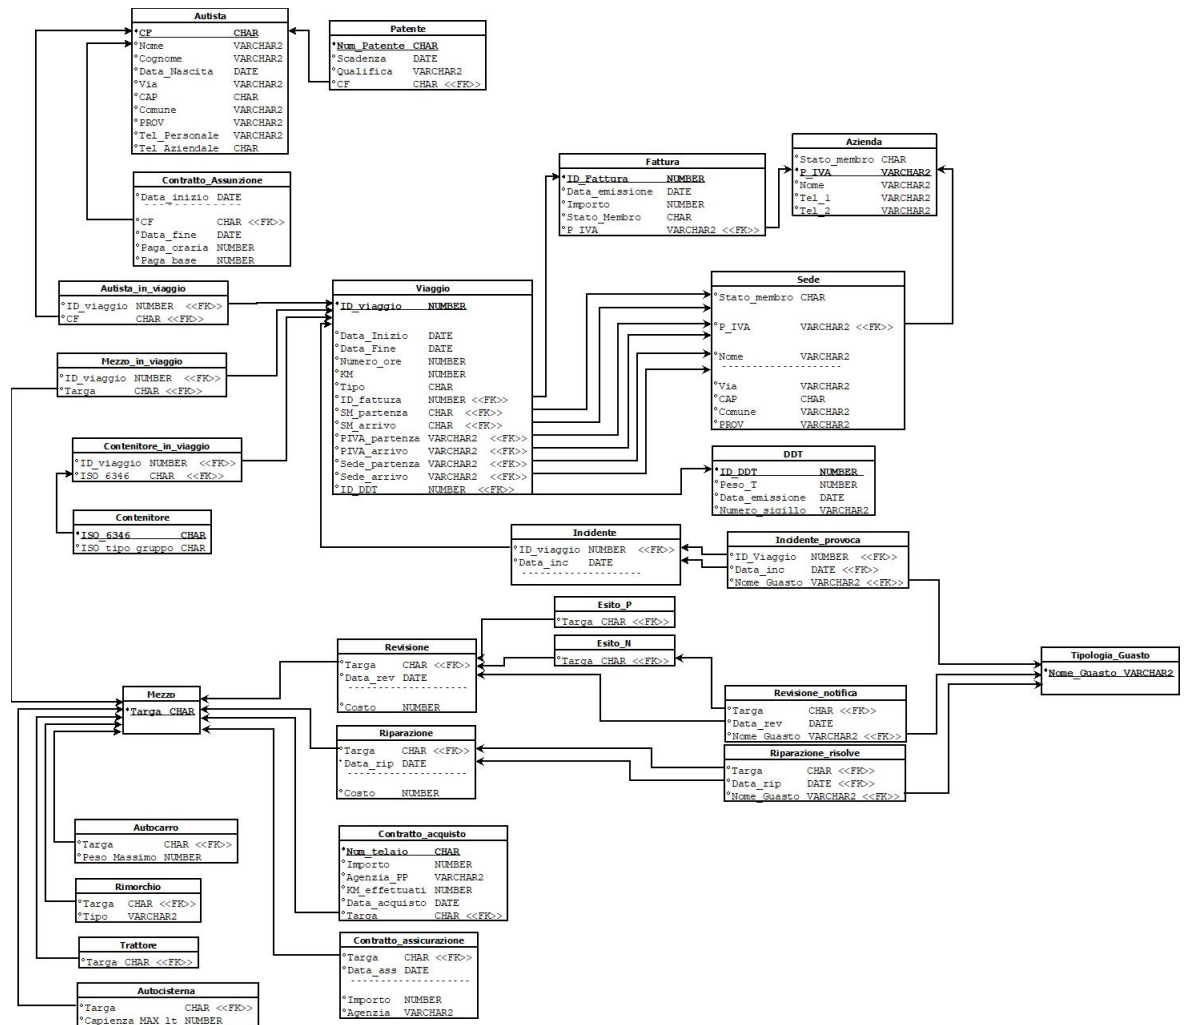 Autista
CF CHAR
Nome VARCHAR2
Cognome VARCHAR2
Data_Nascita DATE
Via VARCHAR2
CAP CHAR
Comune VARCHAR2
PROV VARCHAR2
Tel_Personale VARCHAR2
Tel_Aziendale CHAR
Patente
Num_Patente CHAR
Scadenza DATE
Qualifica VARCHAR2
CF CHAR <<FK>>
Contratto_Assunzione
Data_inizio DATE
CF CHAR <<FK>>
Data_fine DATE
Paga_oraria NUMBER
Paga_base NUMBER
Fattura
ID_Fattura NUMBER
Data_emissione DATE
Importo NUMBER
Stato_Membro CHAR
P_IVA VARCHAR2 <<FK>>
Azienda
Stato_membro CHAR
P_IVA VARCHAR2
Nome VARCHAR2
Tel_1 VARCHAR2
Tel_2 VARCHAR2
Autista_in_viaggio
ID_viaggio NUMBER <<FK>>
CF CHAR <<FK>>
Mezzo_in_viaggio
ID_viaggio NUMBER <<FK>>
Targa CHAR <<FK>>
Contenitore_in_viaggio
ID_viaggio NUMBER <<FK>>
ISO_6346 CHAR <<FK>>
Contenitore
ISO_6346 CHAR
ISO_tipo_gruppo CHAR
Viaggio
ID_viaggio NUMBER
Data_Inizio DATE
Data_Fine DATE
Numero_ore NUMBER
KM NUMBER
Tipo CHAR
ID_fattura NUMBER <<FK>>
SM_partenza CHAR <<FK>>
SM_arrivo CHAR <<FK>>
PIVA_partenza VARCHAR2 <<FK>>
PIVA_arrivo VARCHAR2 <<FK>>
Sede_partenza VARCHAR2 <<FK>>
Sede_arrivo VARCHAR2 <<FK>>
ID_DDT NUMBER <<FK>>
Sede
Stato_membro CHAR
P_IVA VARCHAR2 <<FK>>
Nome VARCHAR2
Via VARCHAR2
CAP CHAR
Comune VARCHAR2
PROV VARCHAR2
DDT
ID_DDT NUMBER
Peso_T NUMBER
Data_emissione DATE
Numero_sigillo VARCHAR2
Incidente
ID_viaggio NUMBER <<FK>>
Data_inc DATE
Incidente_provoca
ID_Viaggio NUMBER <<FK>>
Data_inc DATE <<FK>>
Nome_Guasto VARCHAR2 <<FK>>
Esito_P
Targa CHAR <<FK>>
Esito_N
Targa CHAR <<FK>>
Revisione
Targa CHAR <<FK>>
Data_rev DATE
Costo NUMBER
Tipologia_Guasto
Nome_Guasto VARCHAR2
Mezzo
Targa CHAR
Revisione_notifica
Targa CHAR <<FK>>
Data_rev DATE
Nome_Guasto VARCHAR2 <<FK>>
Riparazione
Targa CHAR <<FK>>
Data_rip DATE
Costo NUMBER
Riparazione_risolve
Targa CHAR <<FK>>
Data_rip DATE <<FK>>
Nome_Guasto VARCHAR2 <<FK>>
Autocarro
Targa CHAR <<FK>>
Peso_Massimo NUMBER
Rimorchio
Targa CHAR <<FK>>
Tipo VARCHAR2
Trattore
Targa CHAR <<FK>>
Autocisterna
Targa CHAR <<FK>>
Capienza_MAX_lt NUMBER
Contratto_acquisto
Num_telaio CHAR
Importo NUMBER
Agenzia_PP VARCHAR2
KM_effettuati NUMBER
Data_acquisto DATE
Targa CHAR <<FK>>
Contratto_assicurazione
Targa CHAR <<FK>>
Data_ass DATE
Importo NUMBER
Agenzia VARCHAR2